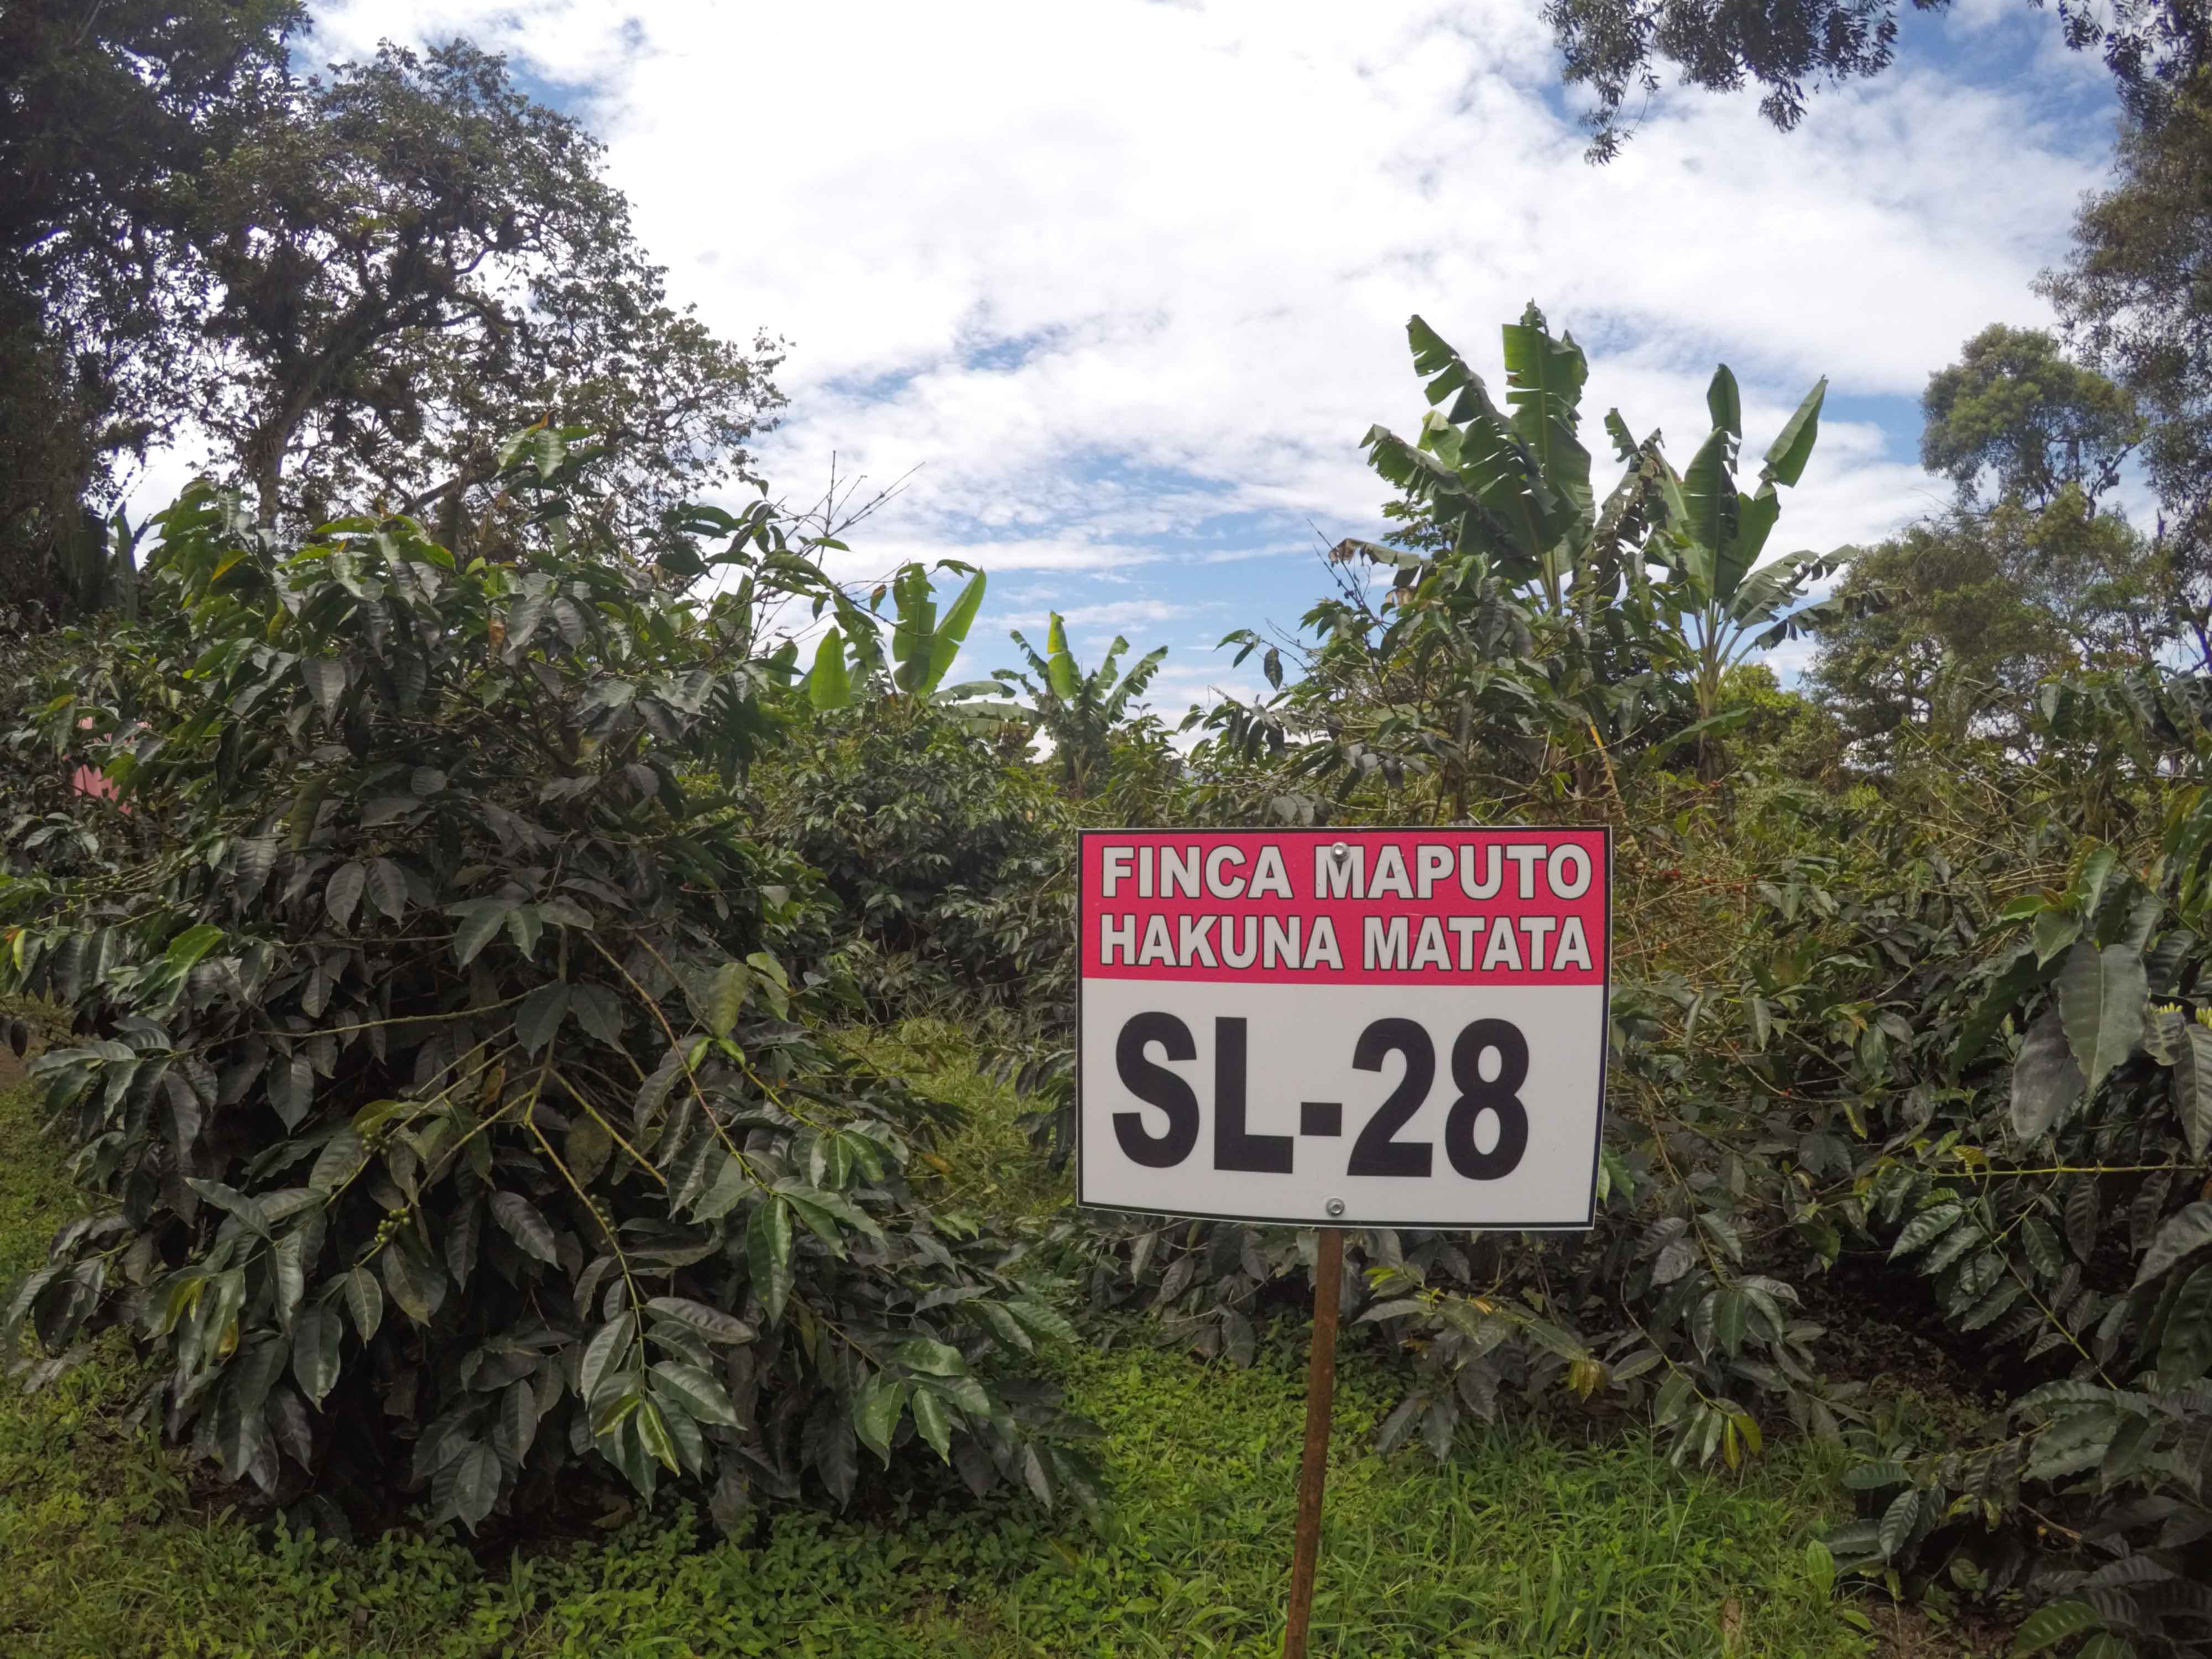 FINCA MAPUTO
HAKUNA MATATA
SL-28